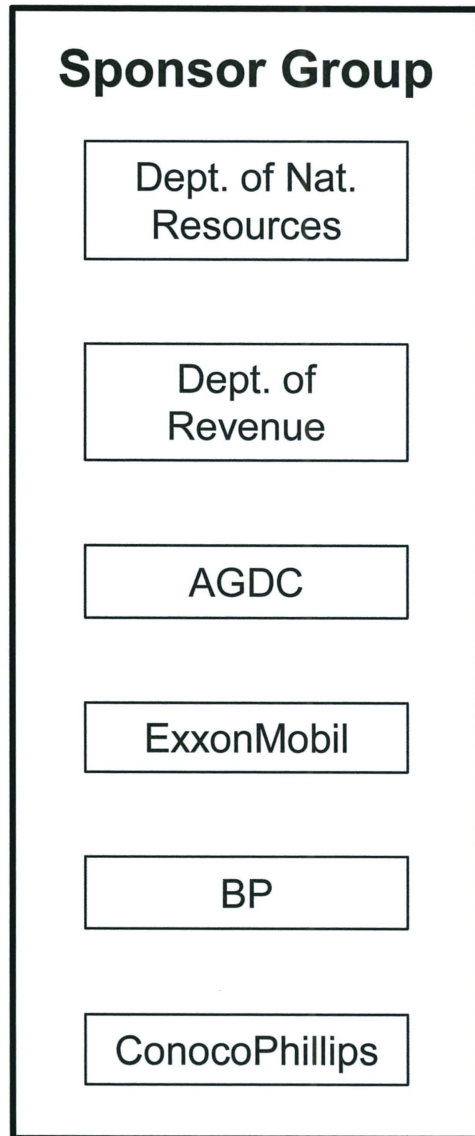 Sponsor Group
Dept. of Nat.
Resources
Dept. of
Revenue
AGDC
ExxonMobil
BP
ConocoPhillips